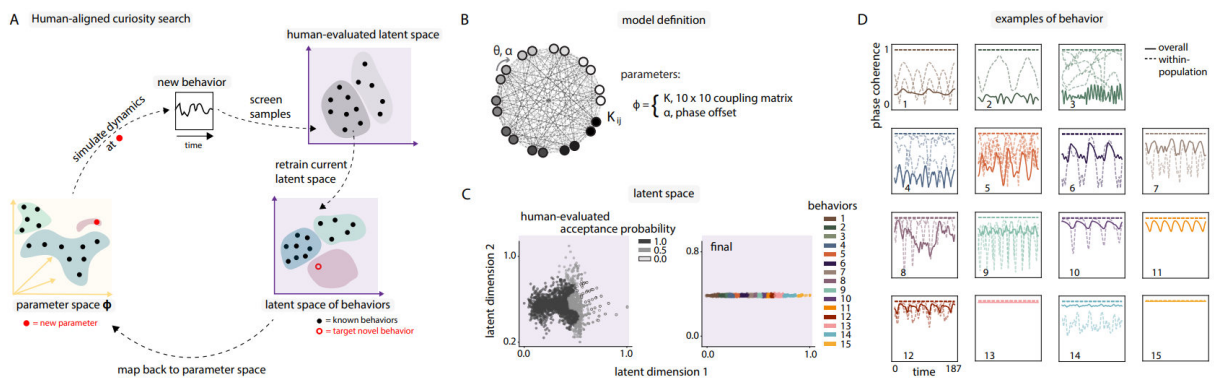 A
Human-aligned curiosity search
human-evaluated latent space
new behavior
time
simulate dynamics
at
screen
samples
retrain current
latent space
parameter space ϕ
= new parameter
latent space of behaviors
= known behaviors
= target novel behavior
map back to parameter space
B
model definition
θ, α
K ij
parameters:
ϕ = { K, 10 x 10 coupling matrix
α, phase offset
C
latent space
human-evaluated
acceptance probability
1.0
0.5
0.0
latent dimension 2
1.0
0.2
0.0
1.0
final
0.8
0.0
0.0
1.0
latent dimension 1
behaviors
1
2
3
4
5
6
7
8
9
10
11
12
13
14
15
D
examples of behavior
phase coherence
1
0
overall
within-
population
1
2
3
4
5
6
7
8
9
10
11
12
13
14
15
0 time 187